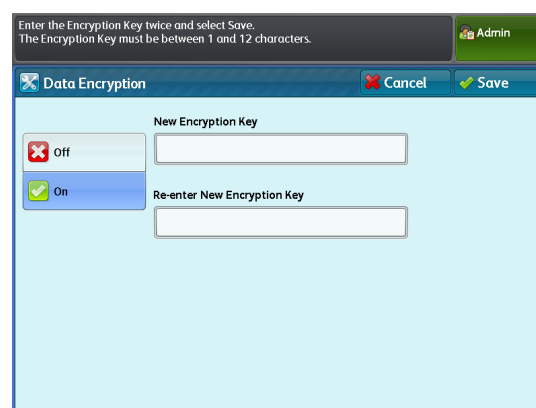 Enter the Encryption Key twice and select Save.
The Encryption Key must be between 1 and 12 characters.
Admin
Data Encryption
Cancel
Save
New Encryption Key
Off
On
Re-enter New Encryption Key